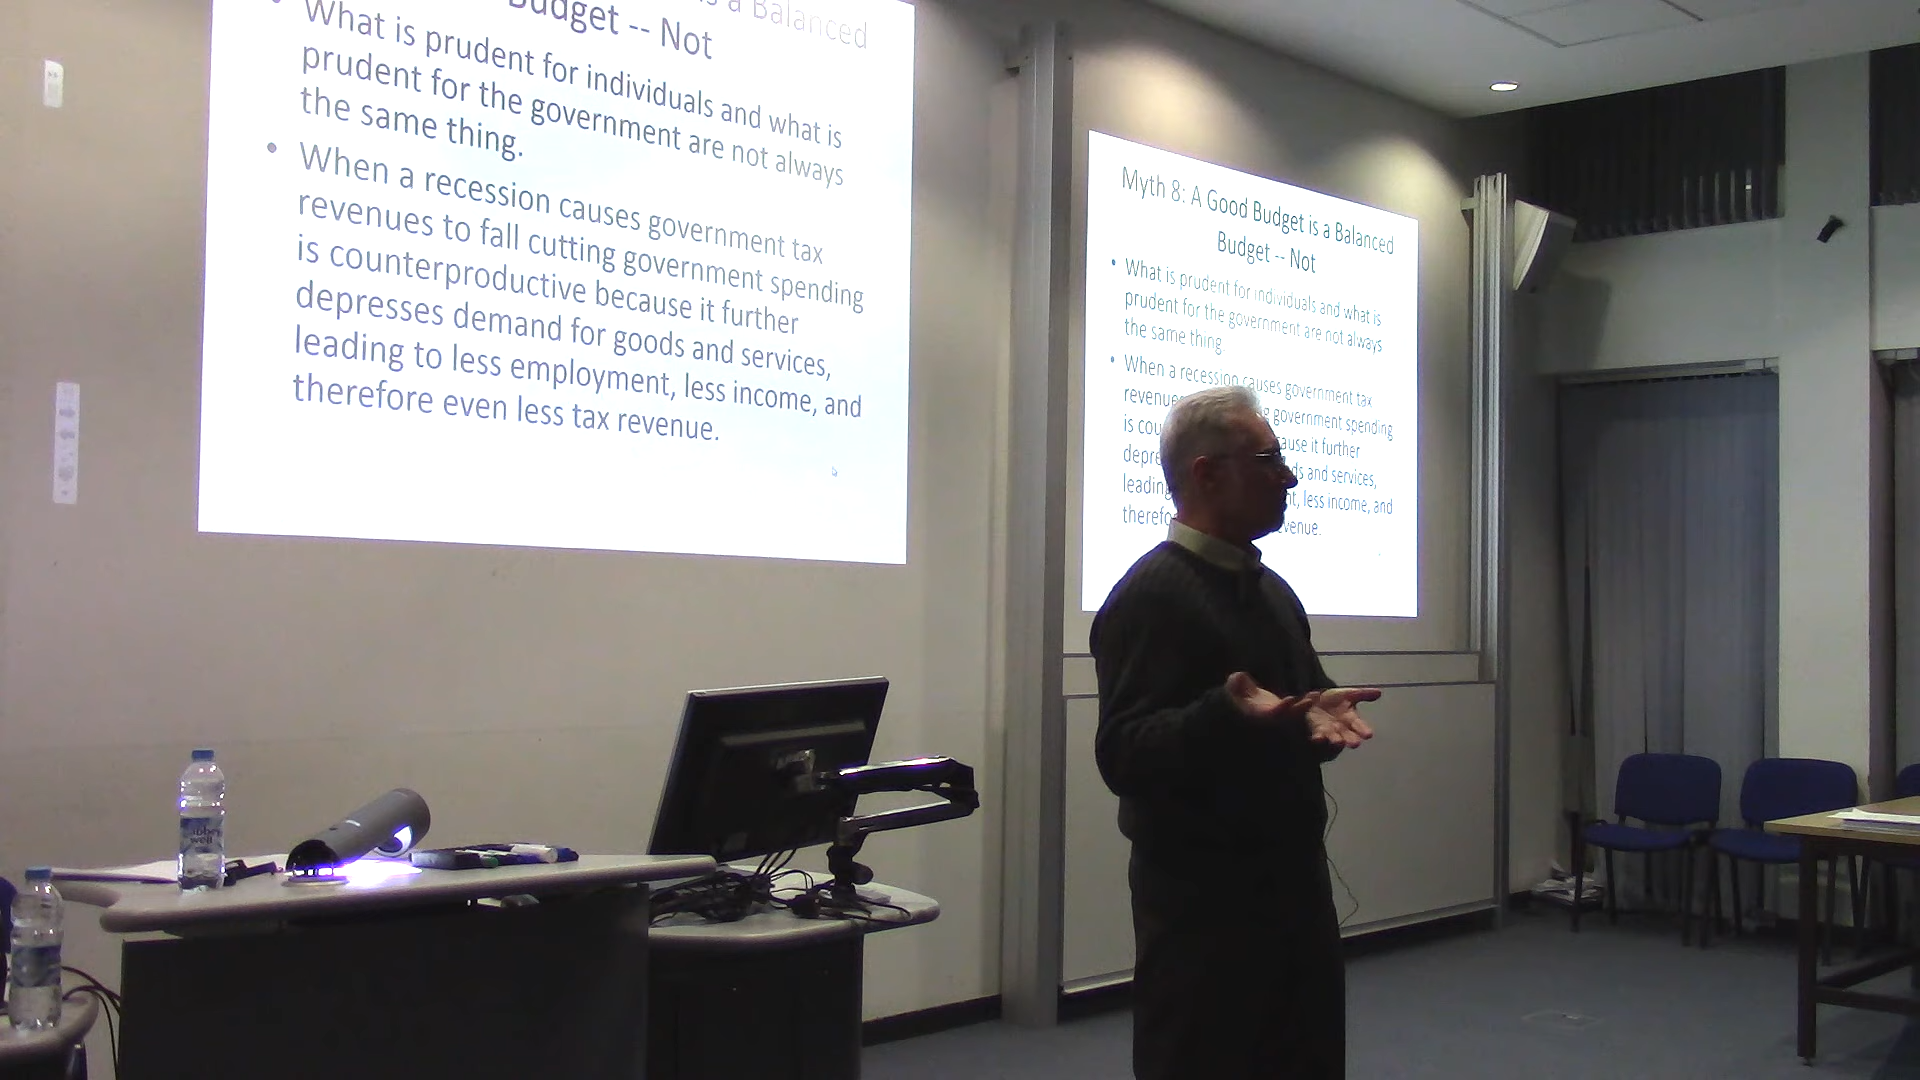 Budget -- Not
What is prudent for individuals and what is
prudent for the government are not always
the same thing.
• When a recession causes government tax
revenues to fall cutting government spending
is counterproductive because it further
depresses demand for goods and services,
leading to less employment, less income, and
therefore even less tax revenue.
Myth 8: A Good Budget is a Balanced
Budget -- Not
• What is prudent for individuals and what is
prudent for the government are not always
the same thing.
• When a recession causes government tax
government spending
it further
and services,
less income, and